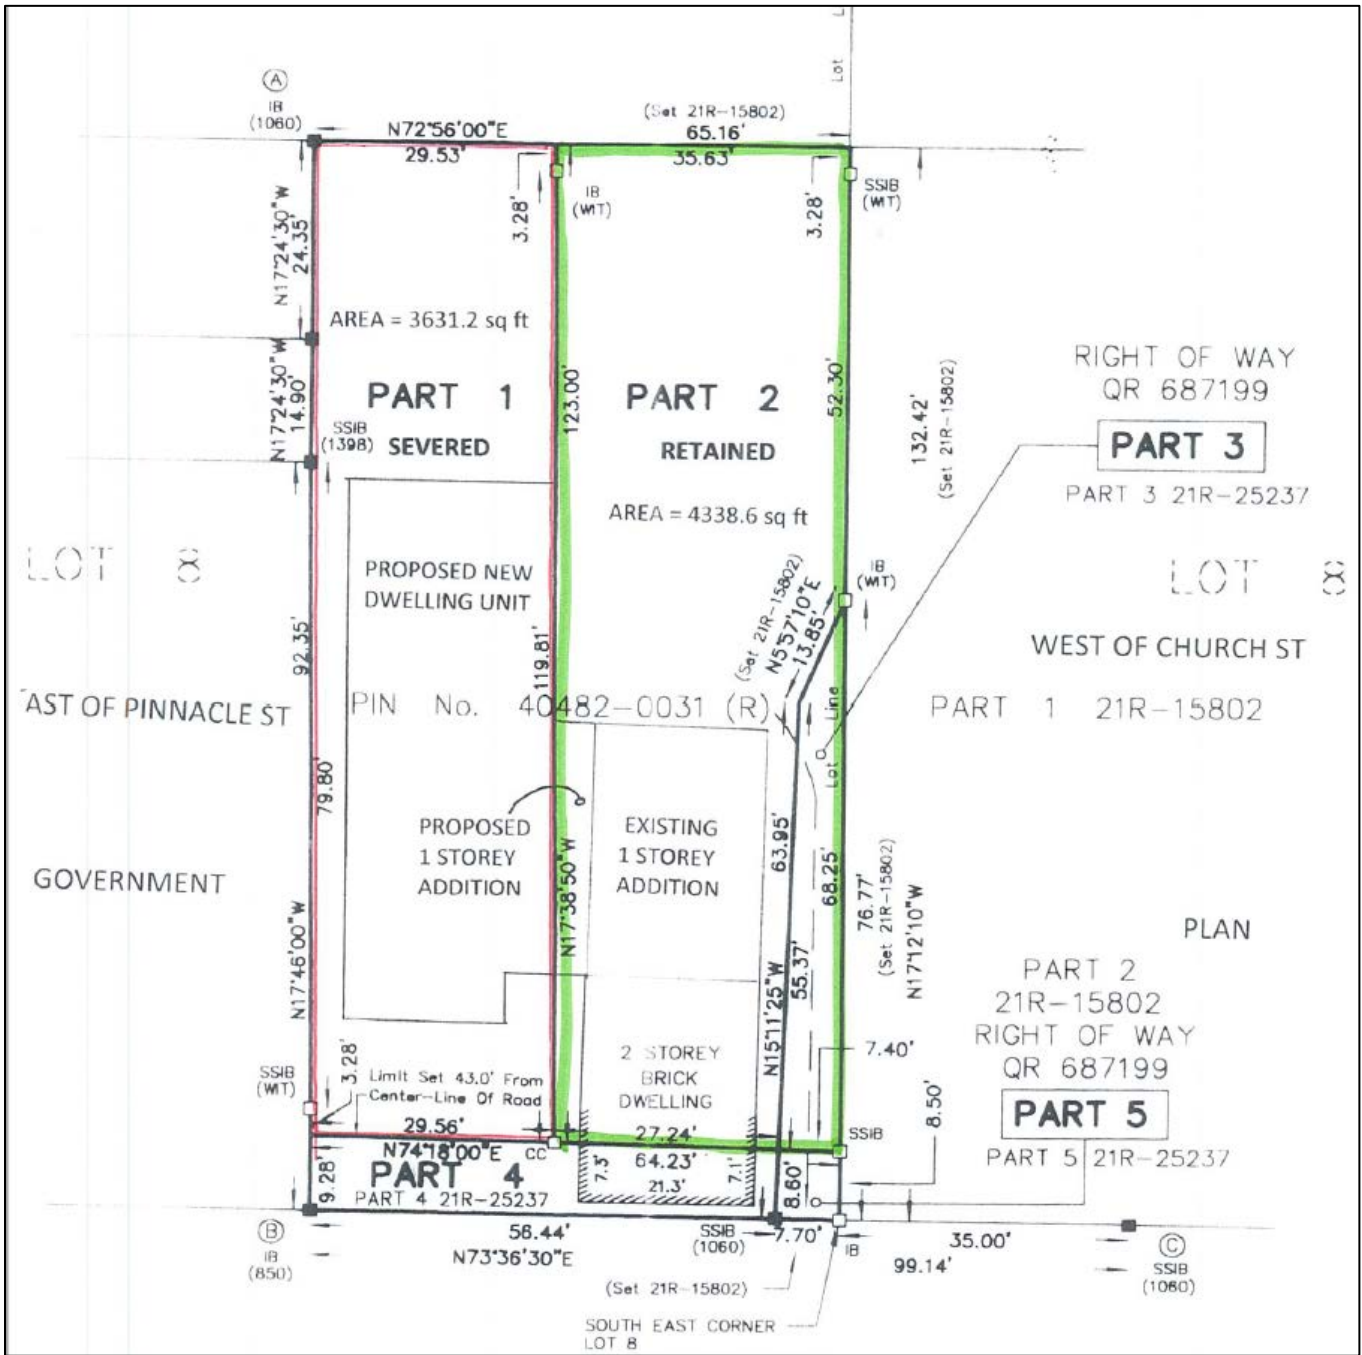 Lot L
A
IB
(1060)
N72°56'00"E
29.53'
(Set 21R-15802)
65.16'
35.63'
3.28'
IB
(WIT)
3.28'
SSIB
(WIT)
N17°24'30"W
24.35'
AREA = 3631.2 sq ft
N17°24'30"W
14.90'
SSIB
(1398)
PART 1
SEVERED
123.00'
PART 2
RETAINED
AREA = 4338.6 sq ft
52.30'
132.42'
(Set 21R-15802)
RIGHT OF WAY
QR 687199
PART 3
PART 3 21R-25237
LOT 8
LOT 8
PROPOSED NEW
DWELLING UNIT
(Set 21R-15802)
N5°57'10"E
13.85'
IB
(WIT)
WEST OF CHURCH ST
92.35'
119.81'
AST OF PINNACLE ST
PIN No. 40482-0031 (R)
PART 1 21R-15802
Lot Line
79.80'
PROPOSED
1 STOREY
ADDITION
EXISTING
1 STOREY
ADDITION
63.95'
68.25'
76.77'
(Set 21R-15802)
N17°12'10"W
GOVERNMENT
PLAN
N17°38'50"W
N17°46'00"W
N15°11'25"W
55.37'
PART 2
21R-15802
RIGHT OF WAY
QR 687199
PART 5
PART 5 21R-25237
7.40'
8.50'
2 STOREY
BRICK
DWELLING
SSIB
(WIT)
3.28'
Limit Set 43.0' From
Center-Line Of Road
29.56'
N74°18'00"E
CC
27.24'
64.23'
21.3'
7.3'
7.1'
SSIB
8.60'
9.28'
PART 4
PART 4 21R-25237
B
IB
(850)
56.44'
N73°36'30"E
SSIB
(1060)
7.70'
IB
35.00'
99.14'
C
SSIB
(1060)
(Set 21R-15802)
SOUTH EAST CORNER
LOT 8